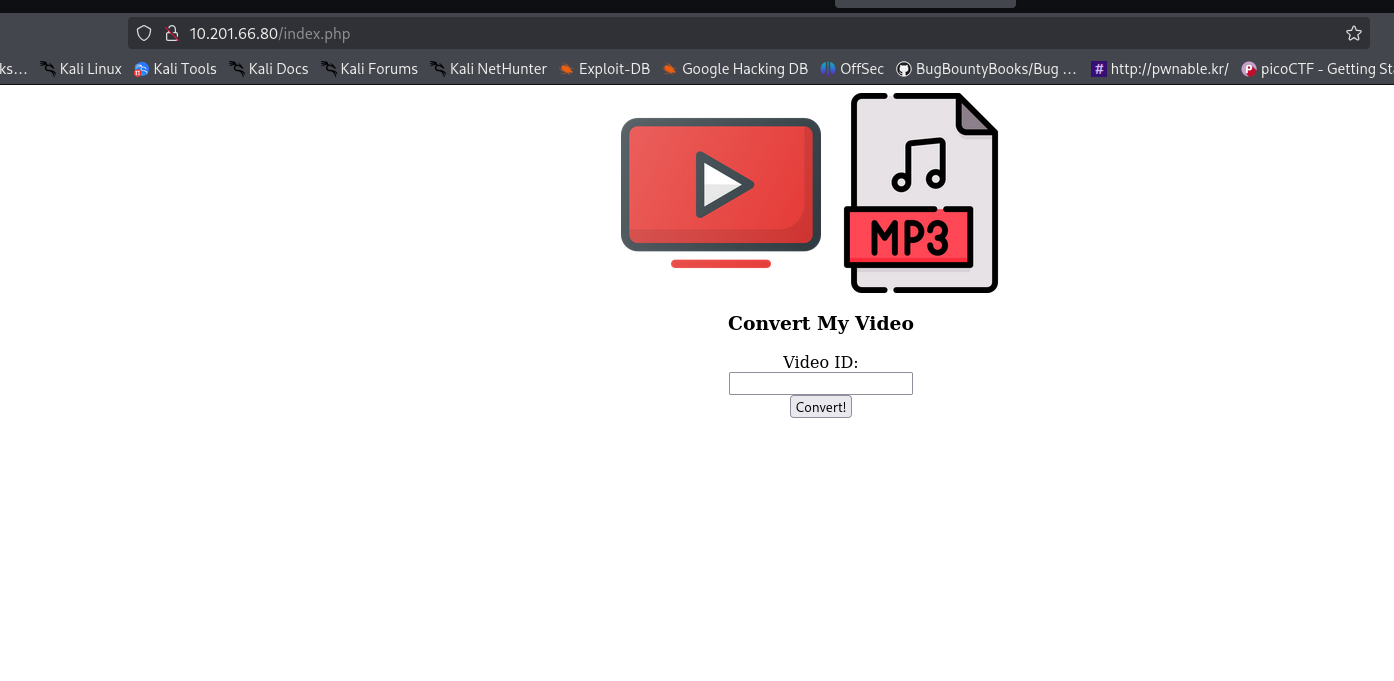 10.201.66.80/index.php
ks… Kali Linux Kali Tools Kali Docs Kali Forums Kali NetHunter Exploit-DB Google Hacking DB OffSec BugBountyBooks/Bug … # http://pwnable.kr/ picoCTF - Getting Sta
MP3
Convert My Video
Video ID:
Convert!